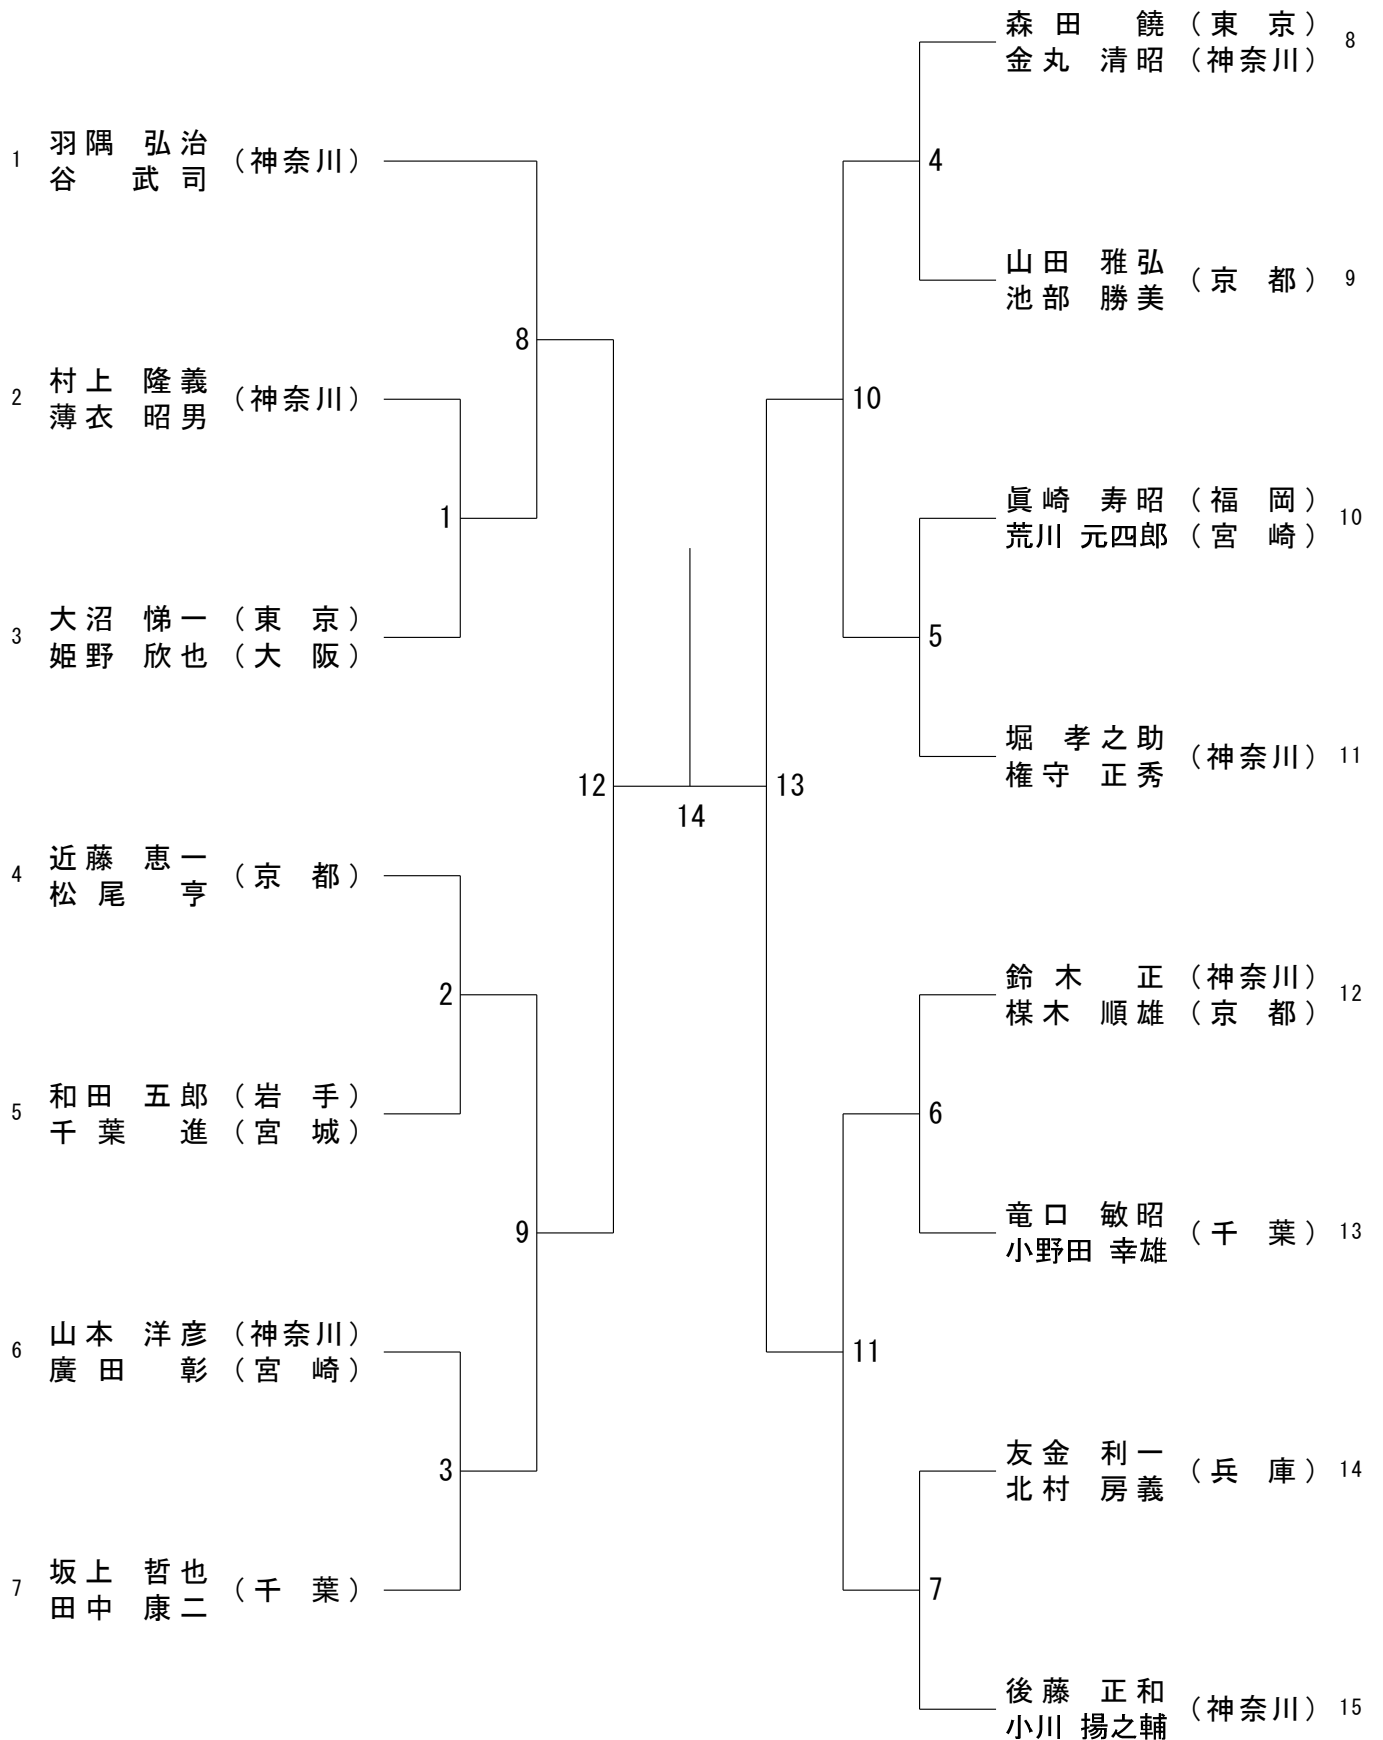 1 羽隅 弘治 (神奈川)
谷 武司
2 村上 隆義 (神奈川)
薄衣 昭男
3 大沼 悌一 (東京)
姫野 欣也 (大阪)
4 近藤 恵一 (京都)
松尾 亨
5 和田 五郎 (岩手)
千葉 進 (宮城)
6 山本 洋彦 (神奈川)
廣田 彰 (宮崎)
7 坂上 哲也 (千葉)
田中 康二
8
1
2
9
3
12
14
13
4
10
5
6
11
7
森田 饒 (東京) 8
金丸 清昭 (神奈川)
山田 雅弘 (京都) 9
池部 勝美
眞崎 寿昭 (福岡) 10
荒川 元四郎 (宮崎)
堀 孝之助 (神奈川) 11
権守 正秀
鈴木 正 (神奈川) 12
楳木 順雄 (京都)
竜口 敏昭 (千葉) 13
小野田 幸雄
友金 利一 (兵庫) 14
北村 房義
後藤 正和 (神奈川) 15
小川 揚之輔